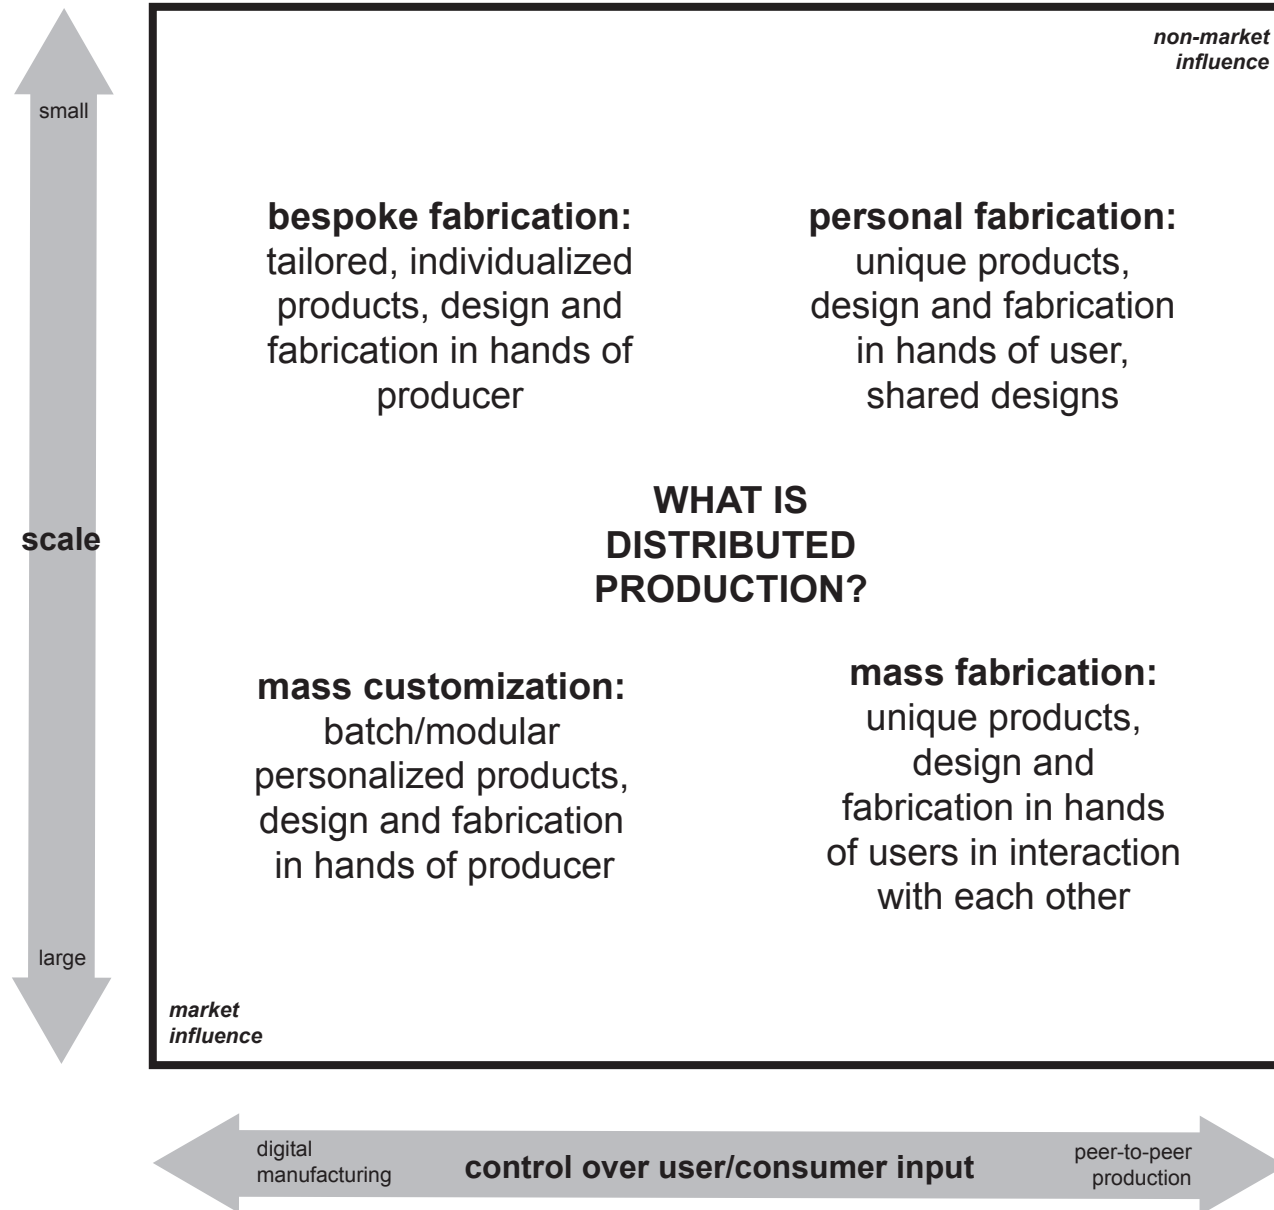 non-market
influence
small
bespoke fabrication:
tailored, individualized
products, design and
fabrication in hands of
producer
personal fabrication:
unique products,
design and fabrication
in hands of user,
shared designs
WHAT IS
DISTRIBUTED
PRODUCTION?
scale
mass customization:
batch/modular
personalized products,
design and fabrication
in hands of producer
mass fabrication:
unique products,
design and
fabrication in hands
of users in interaction
with each other
large
market
influence
digital
manufacturing
control over user/consumer input
peer-to-peer
production